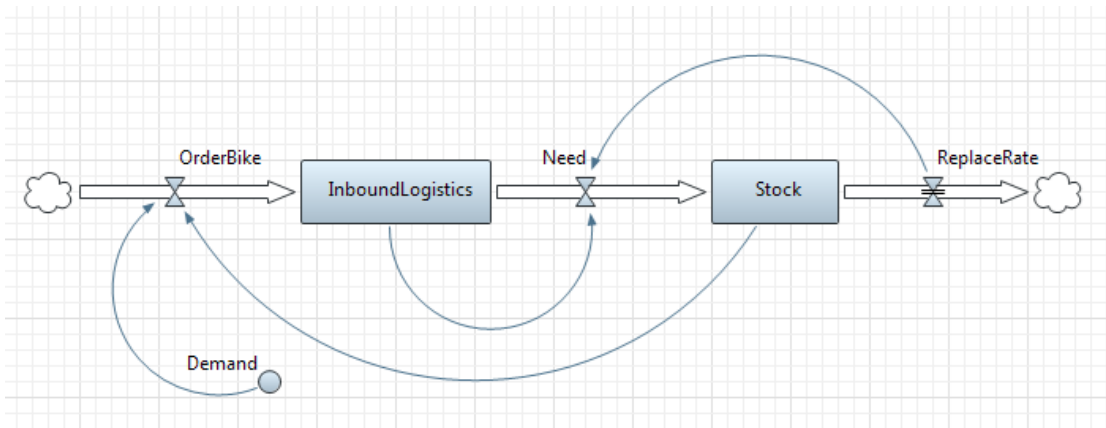 OrderBike
Need
ReplaceRate
InboundLogistics
Stock
Demand